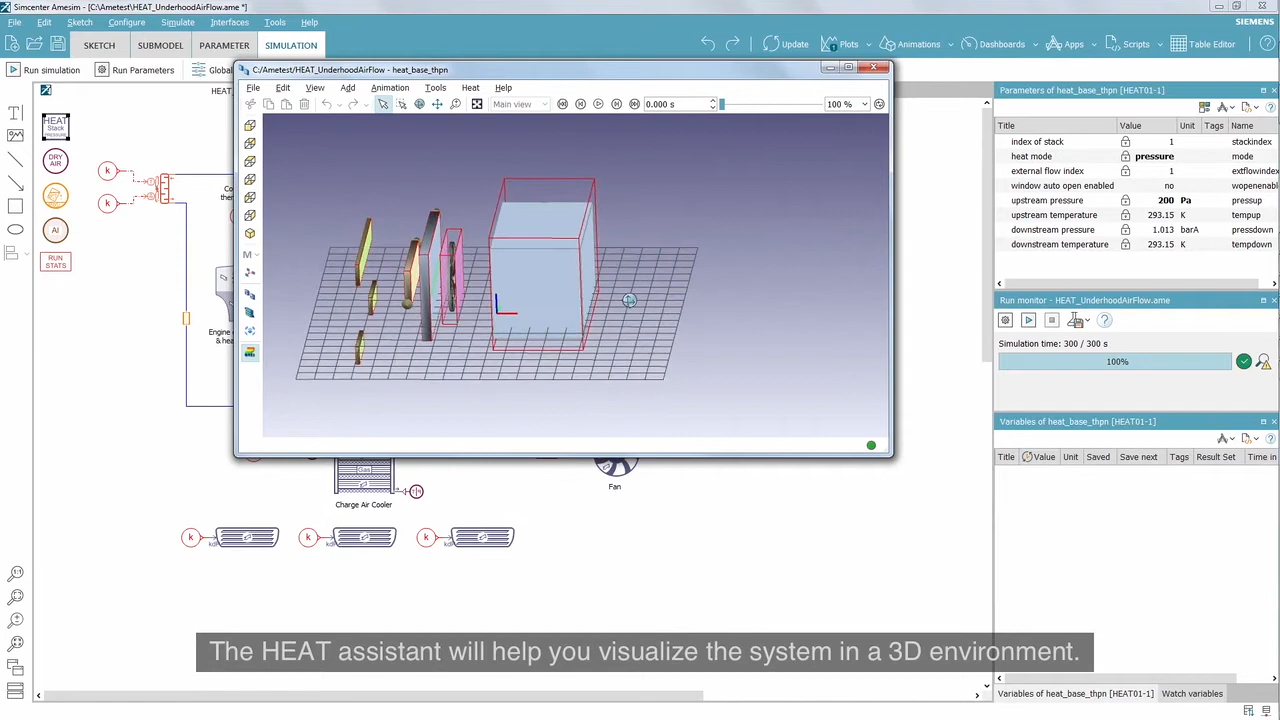 Simcenter Amesim - [C:/Ametest/HEAT_UnderhoodAirFlow.ame *]
File Edit Sketch Configure Simulate Interfaces Tools Help
SIEMENS
SKETCH SUBMODEL PARAMETER SIMULATION
Update Plots Animations Dashboards Apps Scripts Table Editor
Run simulation Run Parameters Global
C:/Ametest/HEAT_UnderhoodAirFlow - heat_base_thpn
File Edit View Add Animation Tools Heat Help
Main view 0.000 s 100 %
HEAT
Stack
PRESSURE
DRY
AIR
AI
RUN
STATS
k
k
Engine
Gas
Charge Air Cooler
Fan
k
k
k
Parameters of heat_base_thpn [HEAT01-1]
Title Value Unit Tags Name
index of stack 1 stackindex
heat mode pressure mode
external flow index 1 extflowindex
window auto open enabled no wopenenabl
upstream pressure 200 Pa pressup
upstream temperature 293.15 K tempup
downstream pressure 1.013 barA pressdown
downstream temperature 293.15 K tempdown
Run monitor - HEAT_UnderhoodAirFlow.ame
Simulation time: 300 / 300 s
100%
Variables of heat_base_thpn [HEAT01-1]
Title Value Unit Saved Save next Tags Result Set Time in
Variables of heat_base_thpn [HEAT01-1] Watch variables
The HEAT assistant will help you visualize the system in a 3D environment.